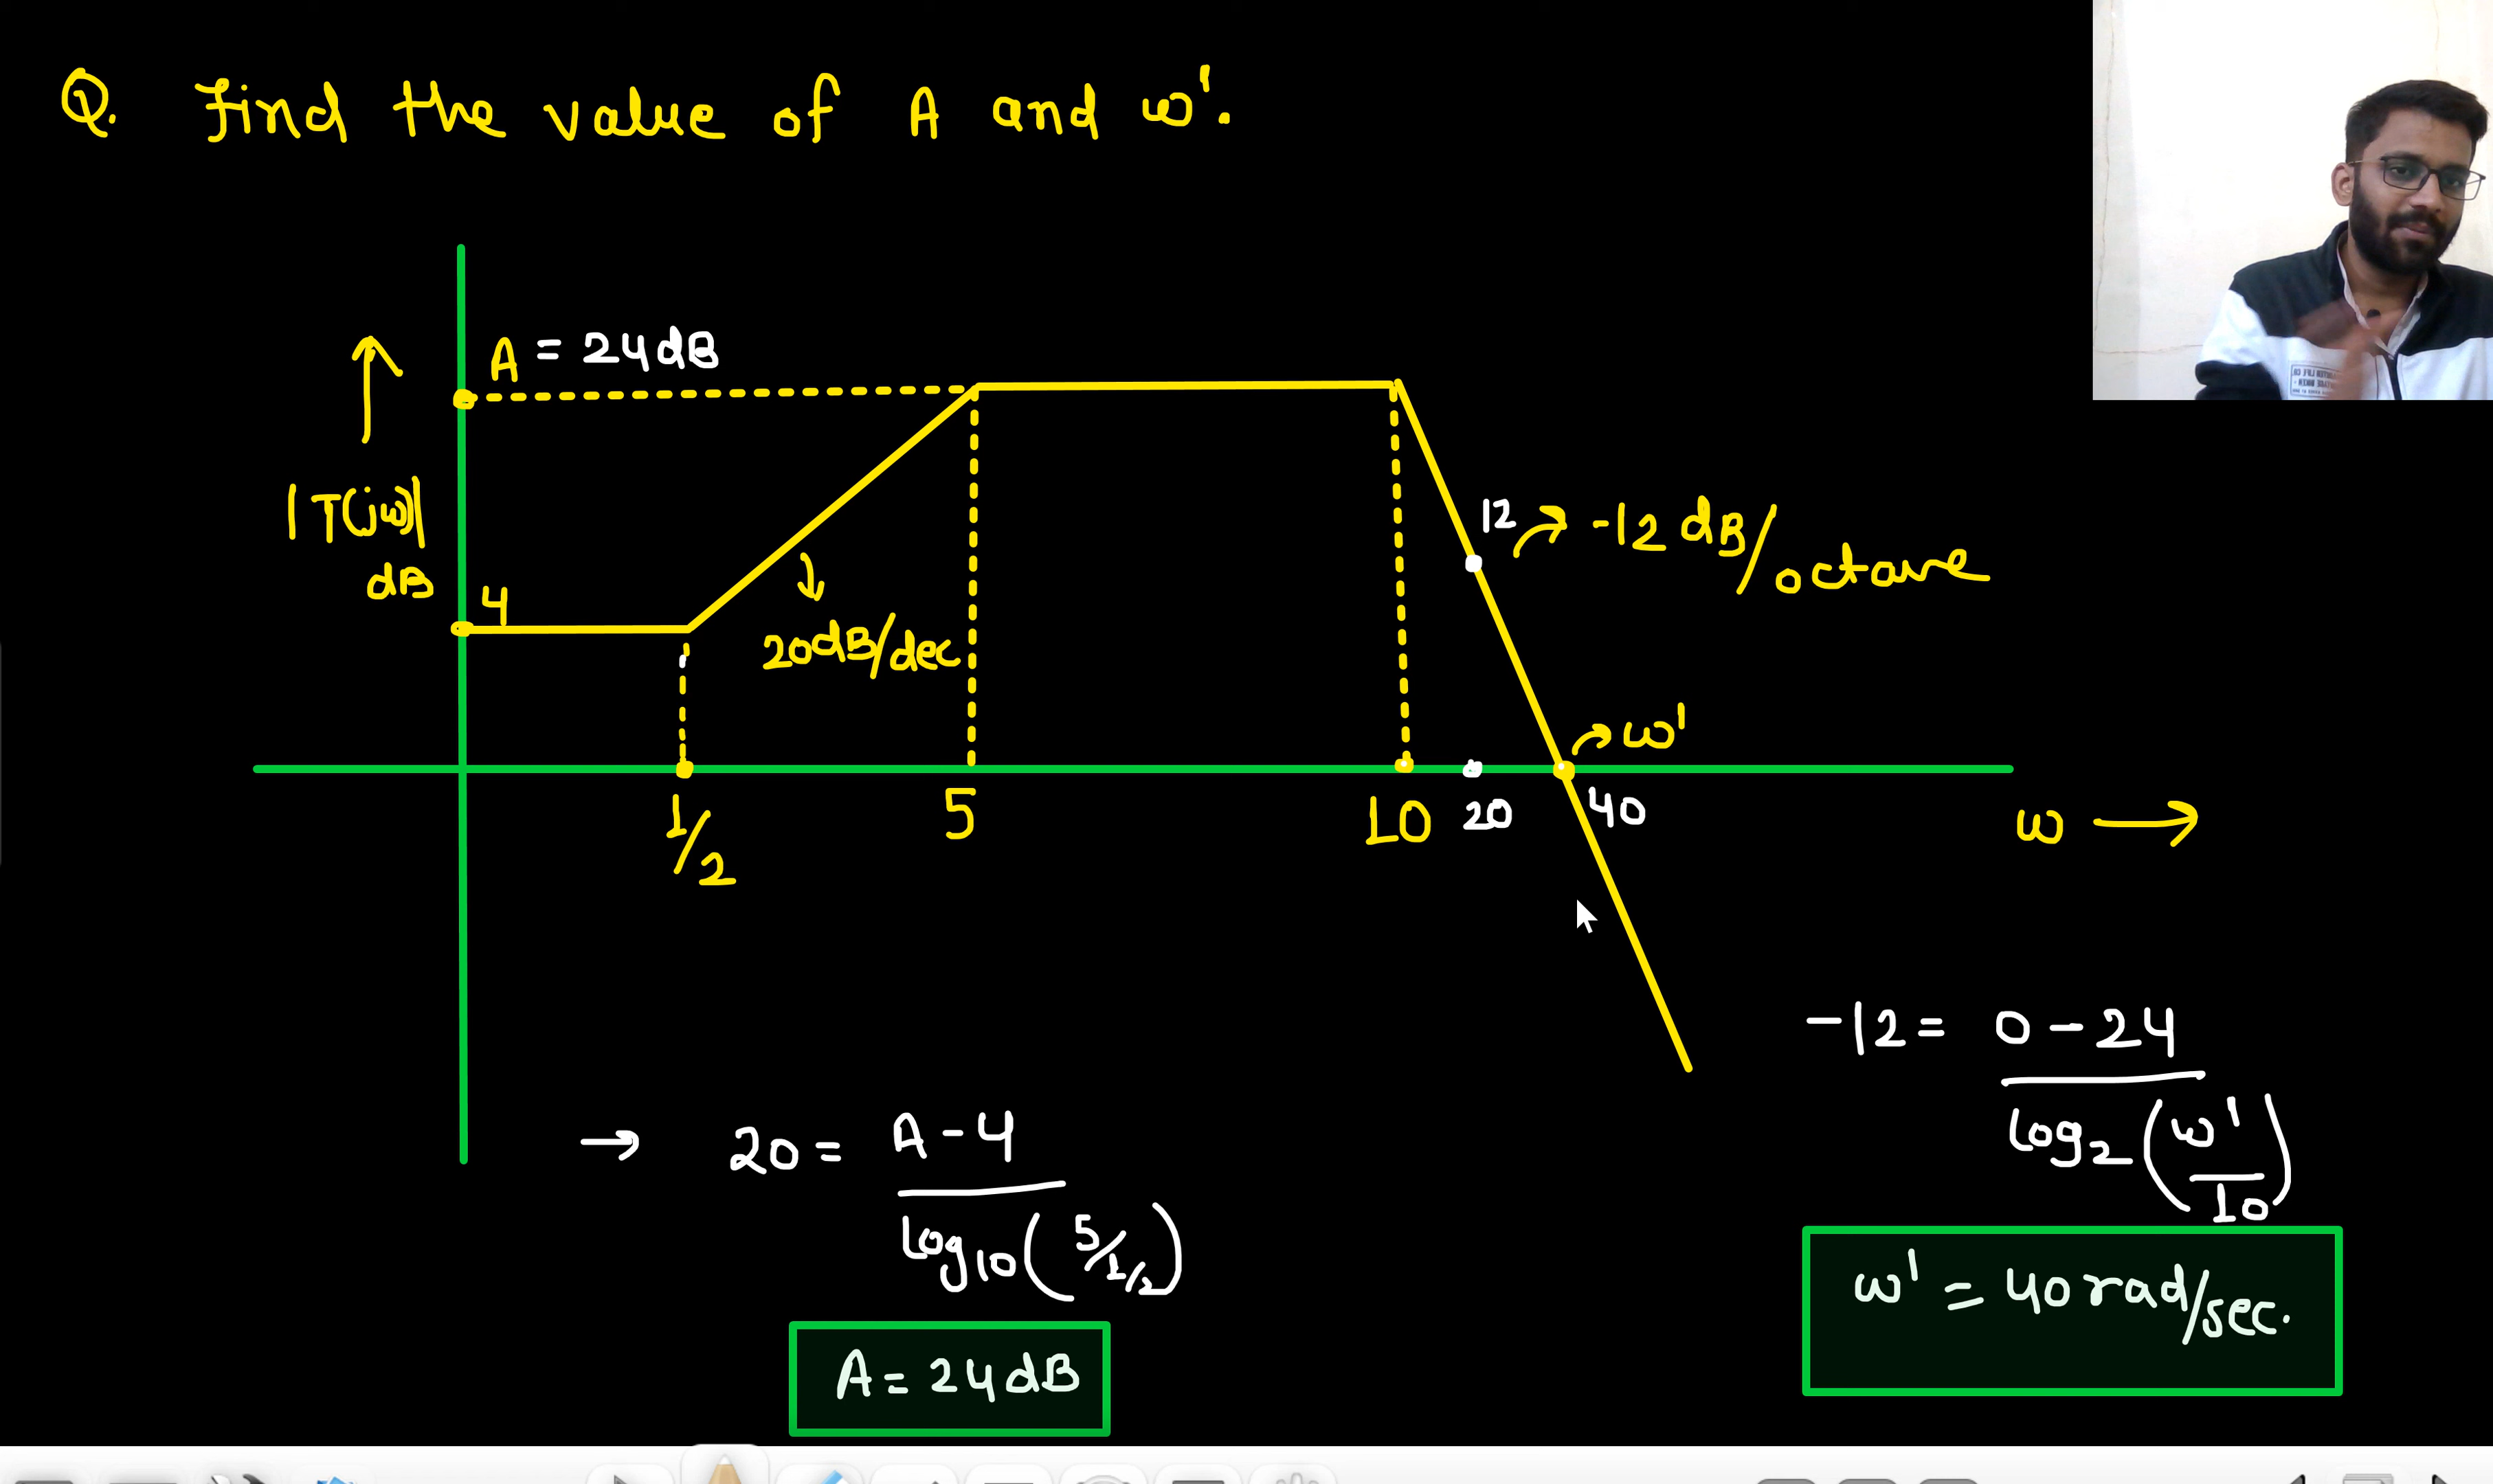 Q. Find the value of A and ω'.
A = 24dB
|T(jω)|
dB
4
20dB/dec
12 -12 dB/octave
ω'
1/2 5 10 20 40 ω
→ 20 = A-4 / log10(5/1/2)
A = 24dB
-12 = 0-24 / log2(ω'/10)
ω' = 40 rad/sec.